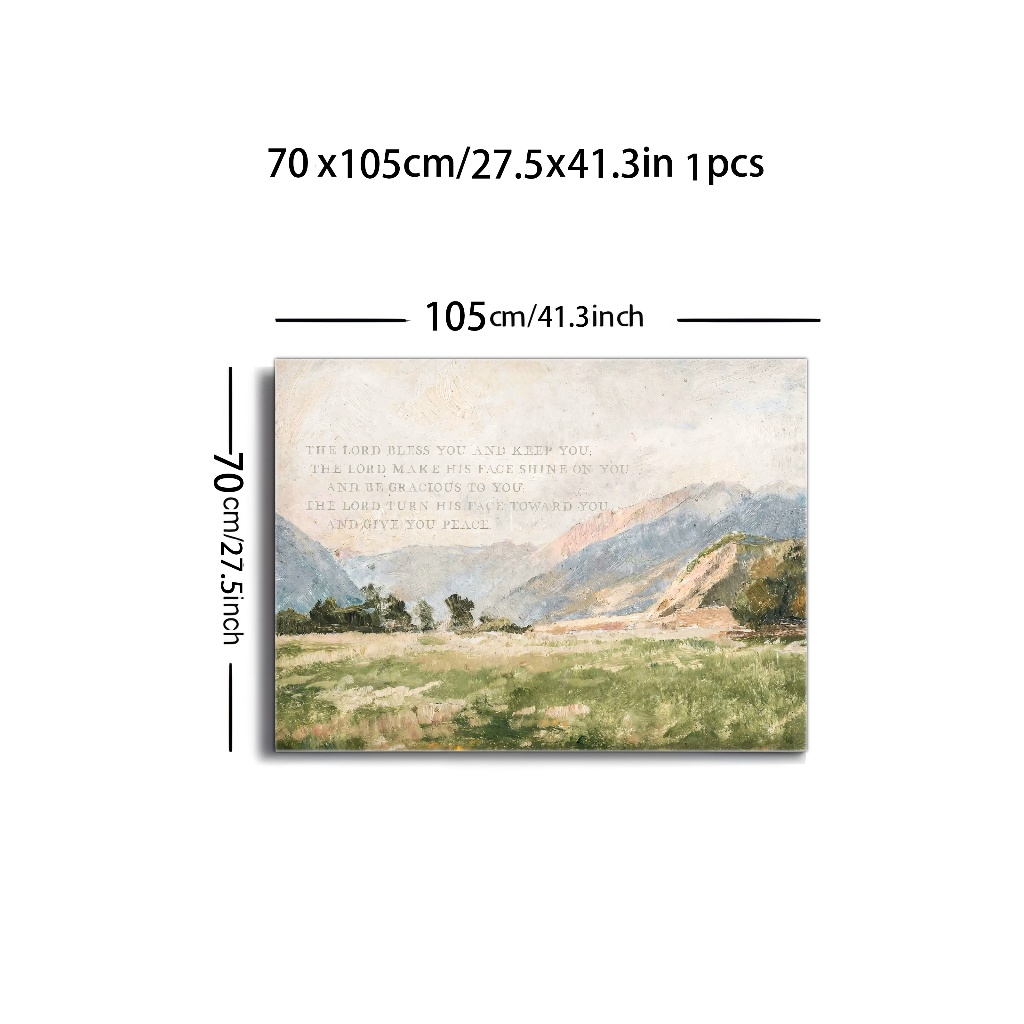 70 x105cm/27.5x41.3in 1pcs
105cm/41.3inch
70cm/27.5inch
THE LORD BLESS YOU AND KEEP YOU;
THE LORD MAKE HIS FACE SHINE ON YOU
AND BE GRACIOUS TO YOU;
THE LORD TURN HIS FACE TOWARD YOU
AND GIVE YOU PEACE.